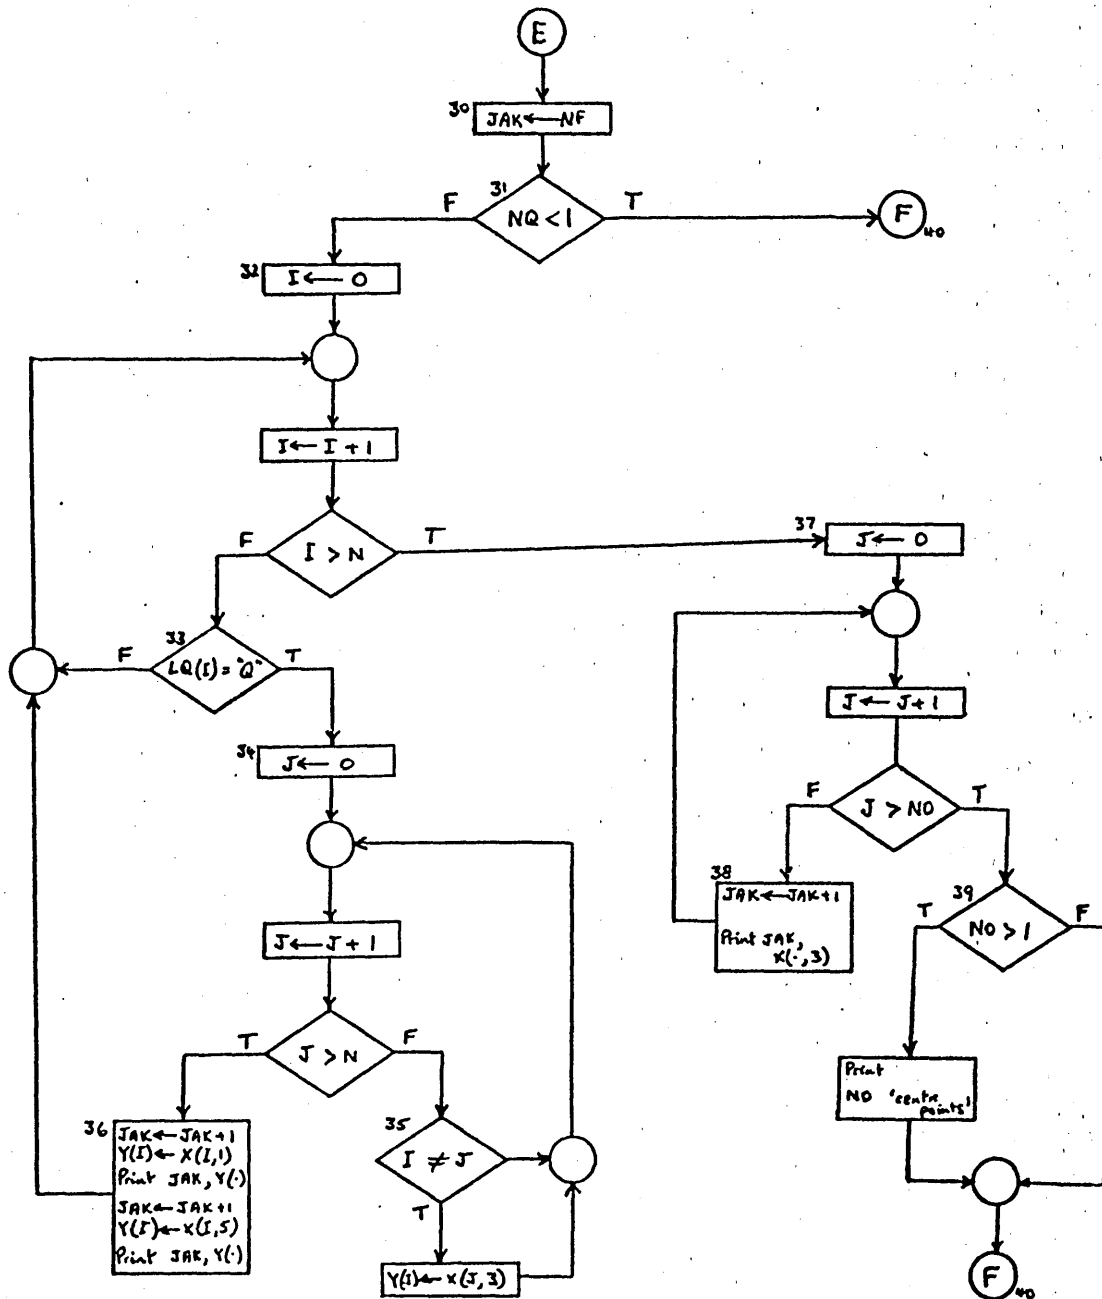 E
30
JAK ← NF
31
F
T
NQ < 1
F
40
32
I ← 0
I ← I + 1
F
I > N
T
37
J ← 0
33
F
LQ(I) = "Q"
T
J ← J + 1
34
J ← 0
F
J > NO
T
38
JAK ← JAK + 1
Print JAK,
X(·,3)
39
T
NO > 1
F
J ← J + 1
T
J > N
F
Print
NO 'centre
points'
36
JAK ← JAK + 1
Y(I) ← X(I,1)
Print JAK, Y(·)
JAK ← JAK + 1
Y(I) ← X(I,5)
Print JAK, Y(·)
35
I ≠ J
T
Y(I) ← X(J,3)
F
40